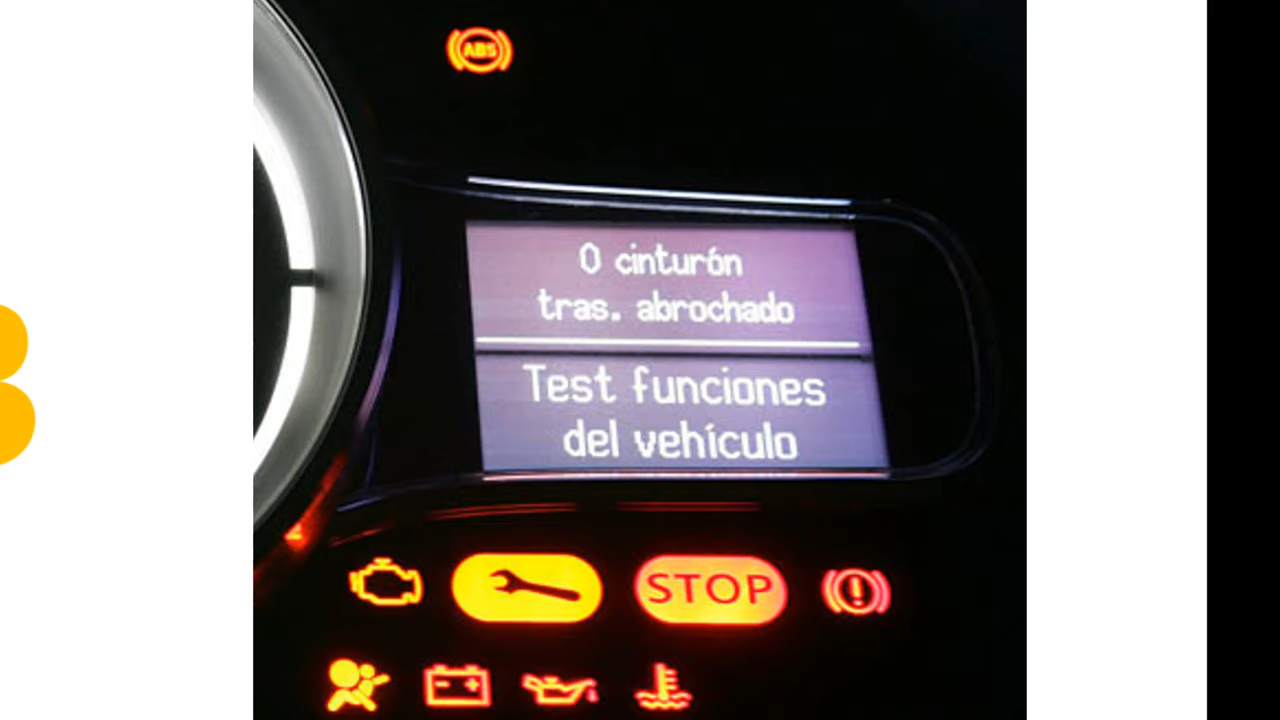 ABS
0 cinturón
tras. abrochado
Test funciones
del vehículo
STOP